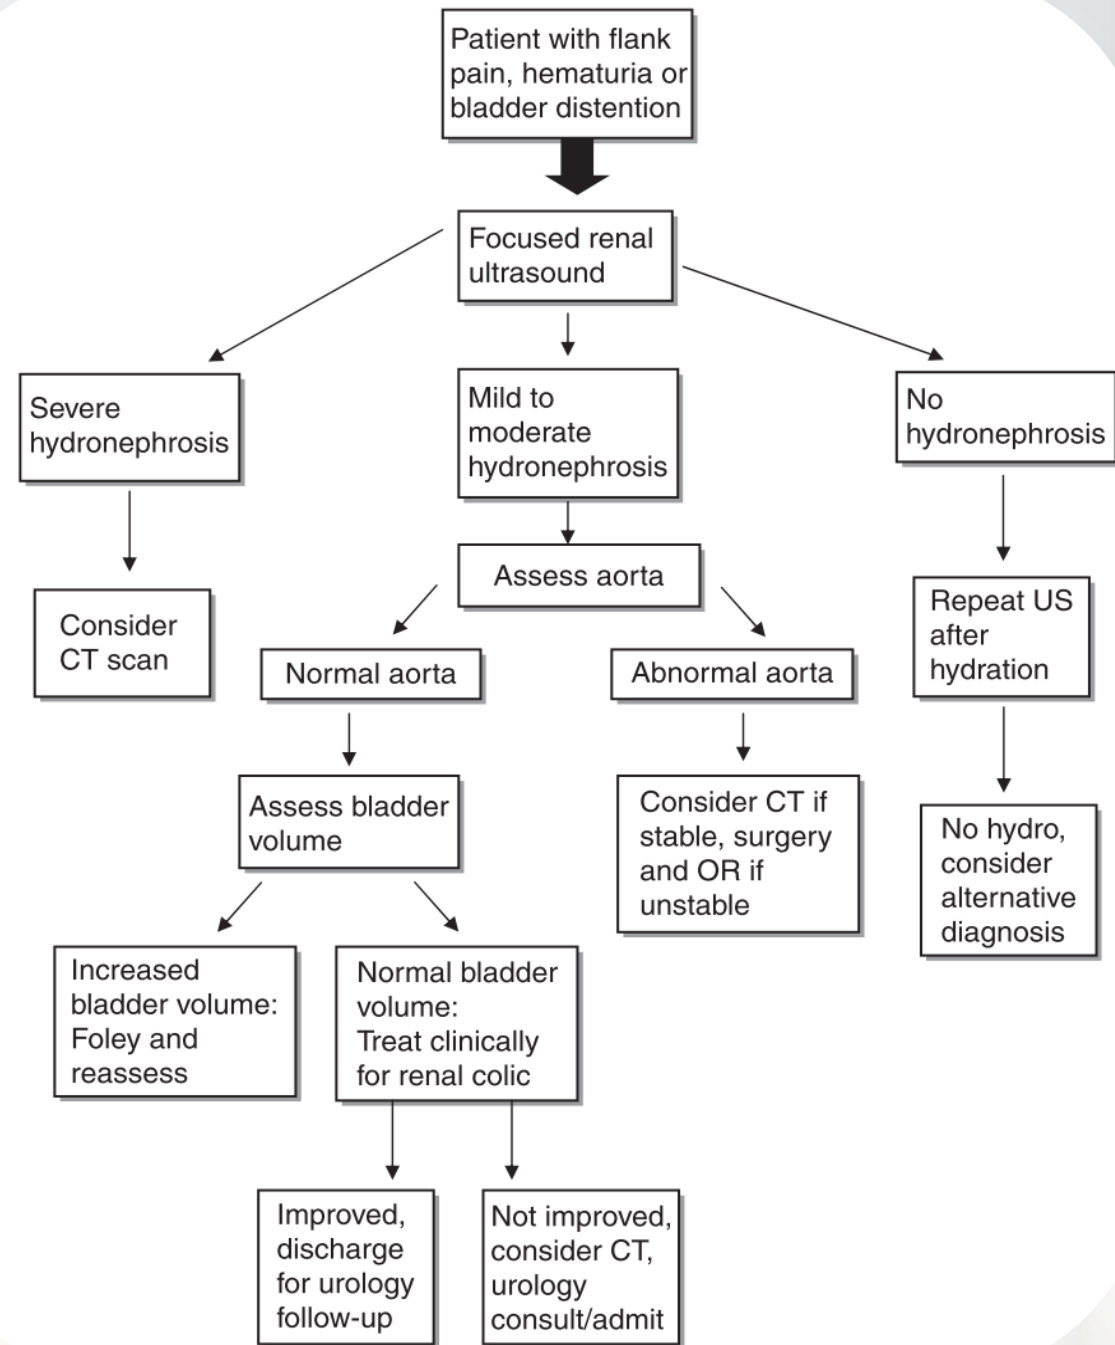 Patient with flank
pain, hematuria or
bladder distention
Focused renal
ultrasound
Severe
hydronephrosis
Mild to
moderate
hydronephrosis
No
hydronephrosis
Consider
CT scan
Assess aorta
Repeat US
after
hydration
Normal aorta
Abnormal aorta
Assess bladder
volume
Consider CT if
stable, surgery
and OR if
unstable
No hydro,
consider
alternative
diagnosis
Increased
bladder volume:
Foley and
reassess
Normal bladder
volume:
Treat clinically
for renal colic
Improved,
discharge
for urology
follow-up
Not improved,
consider CT,
urology
consult/admit